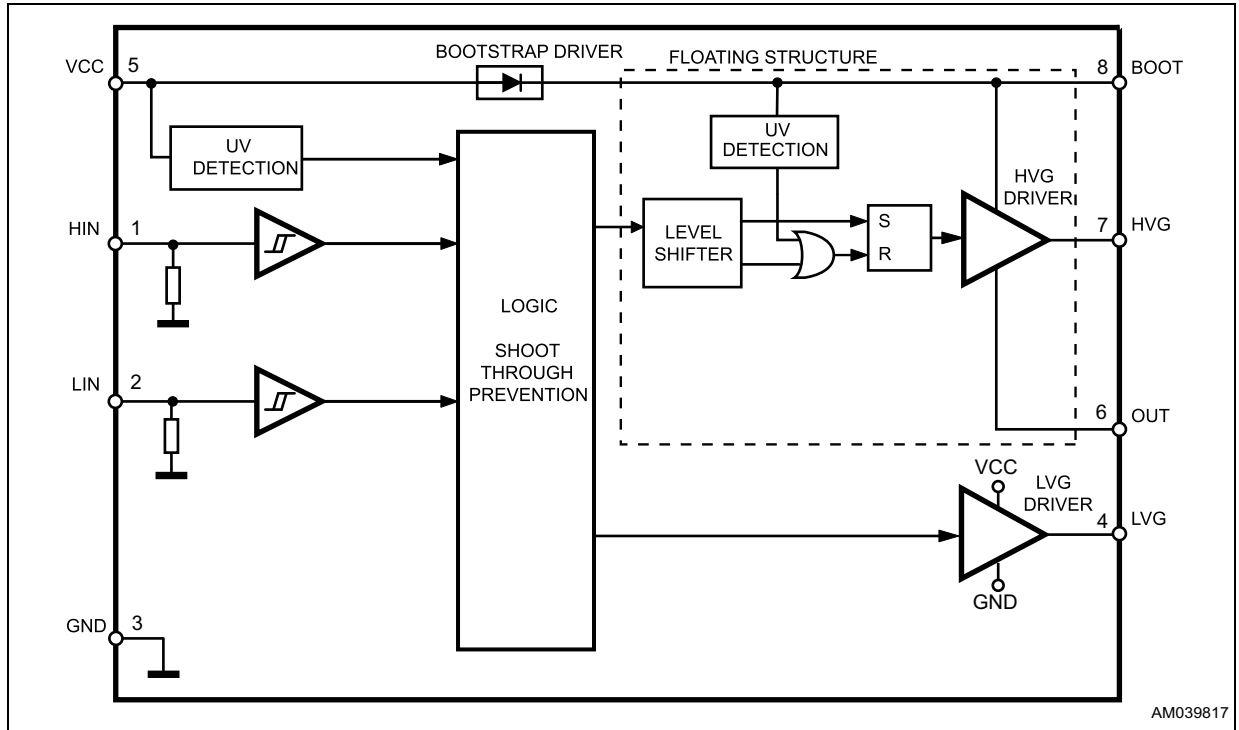 BOOTSTRAP DRIVER
FLOATING STRUCTURE
VCC
5
8
BOOT
UV
DETECTION
UV
DETECTION
HVG
DRIVER
HIN
1
LEVEL
SHIFTER
S
R
7
HVG
LOGIC
SHOOT
THROUGH
PREVENTION
LIN
2
6
OUT
VCC
LVG
DRIVER
4
LVG
GND
GND
3
AM039817